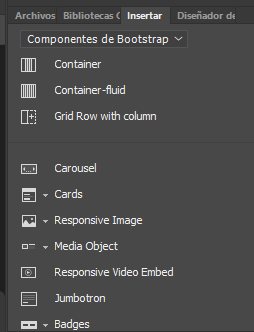 Archivos Bibliotecas C Insertar Diseñador de
Componentes de Bootstrap
Container
Container-fluid
Grid Row with column
Carousel
Cards
Responsive Image
Media Object
Responsive Video Embed
Jumbotron
Badges